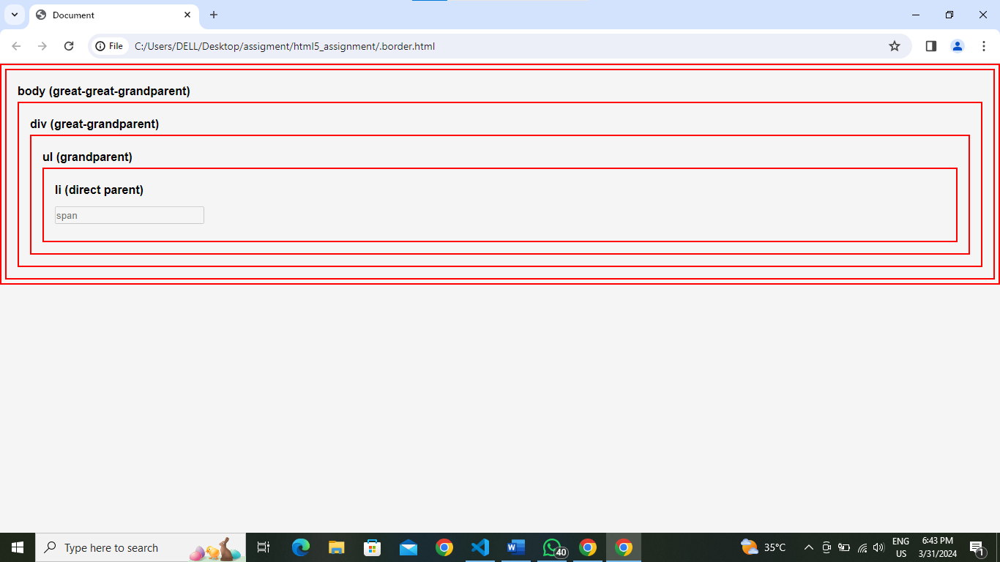 Document
File
C:/Users/DELL/Desktop/assigment/html5_assignment/.border.html
body (great-great-grandparent)
div (great-grandparent)
ul (grandparent)
li (direct parent)
span
Type here to search
40
35°C
ENG
US
6:43 PM
3/31/2024
1